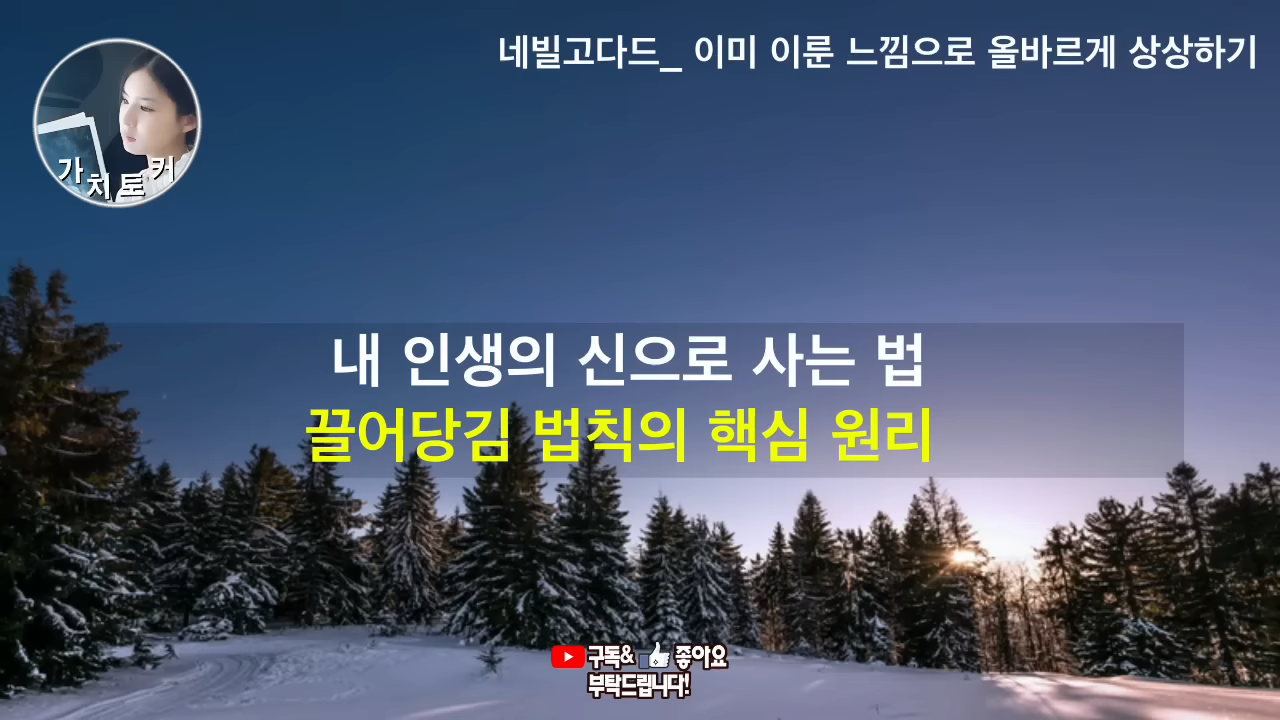 네빌고다드_ 이미 이룬 느낌으로 올바르게 상상하기
가치토커
내 인생의 신으로 사는 법
끌어당김 법칙의 핵심 원리
구독& 좋아요
부탁드립니다!